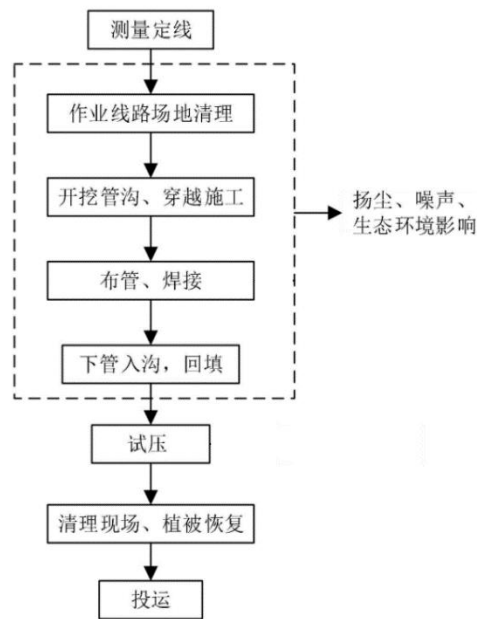 测量定线
作业线路场地清理
开挖管沟、穿越施工
扬尘、噪声、
生态环境影响
布管、焊接
下管入沟，回填
试压
清理现场、植被恢复
投运